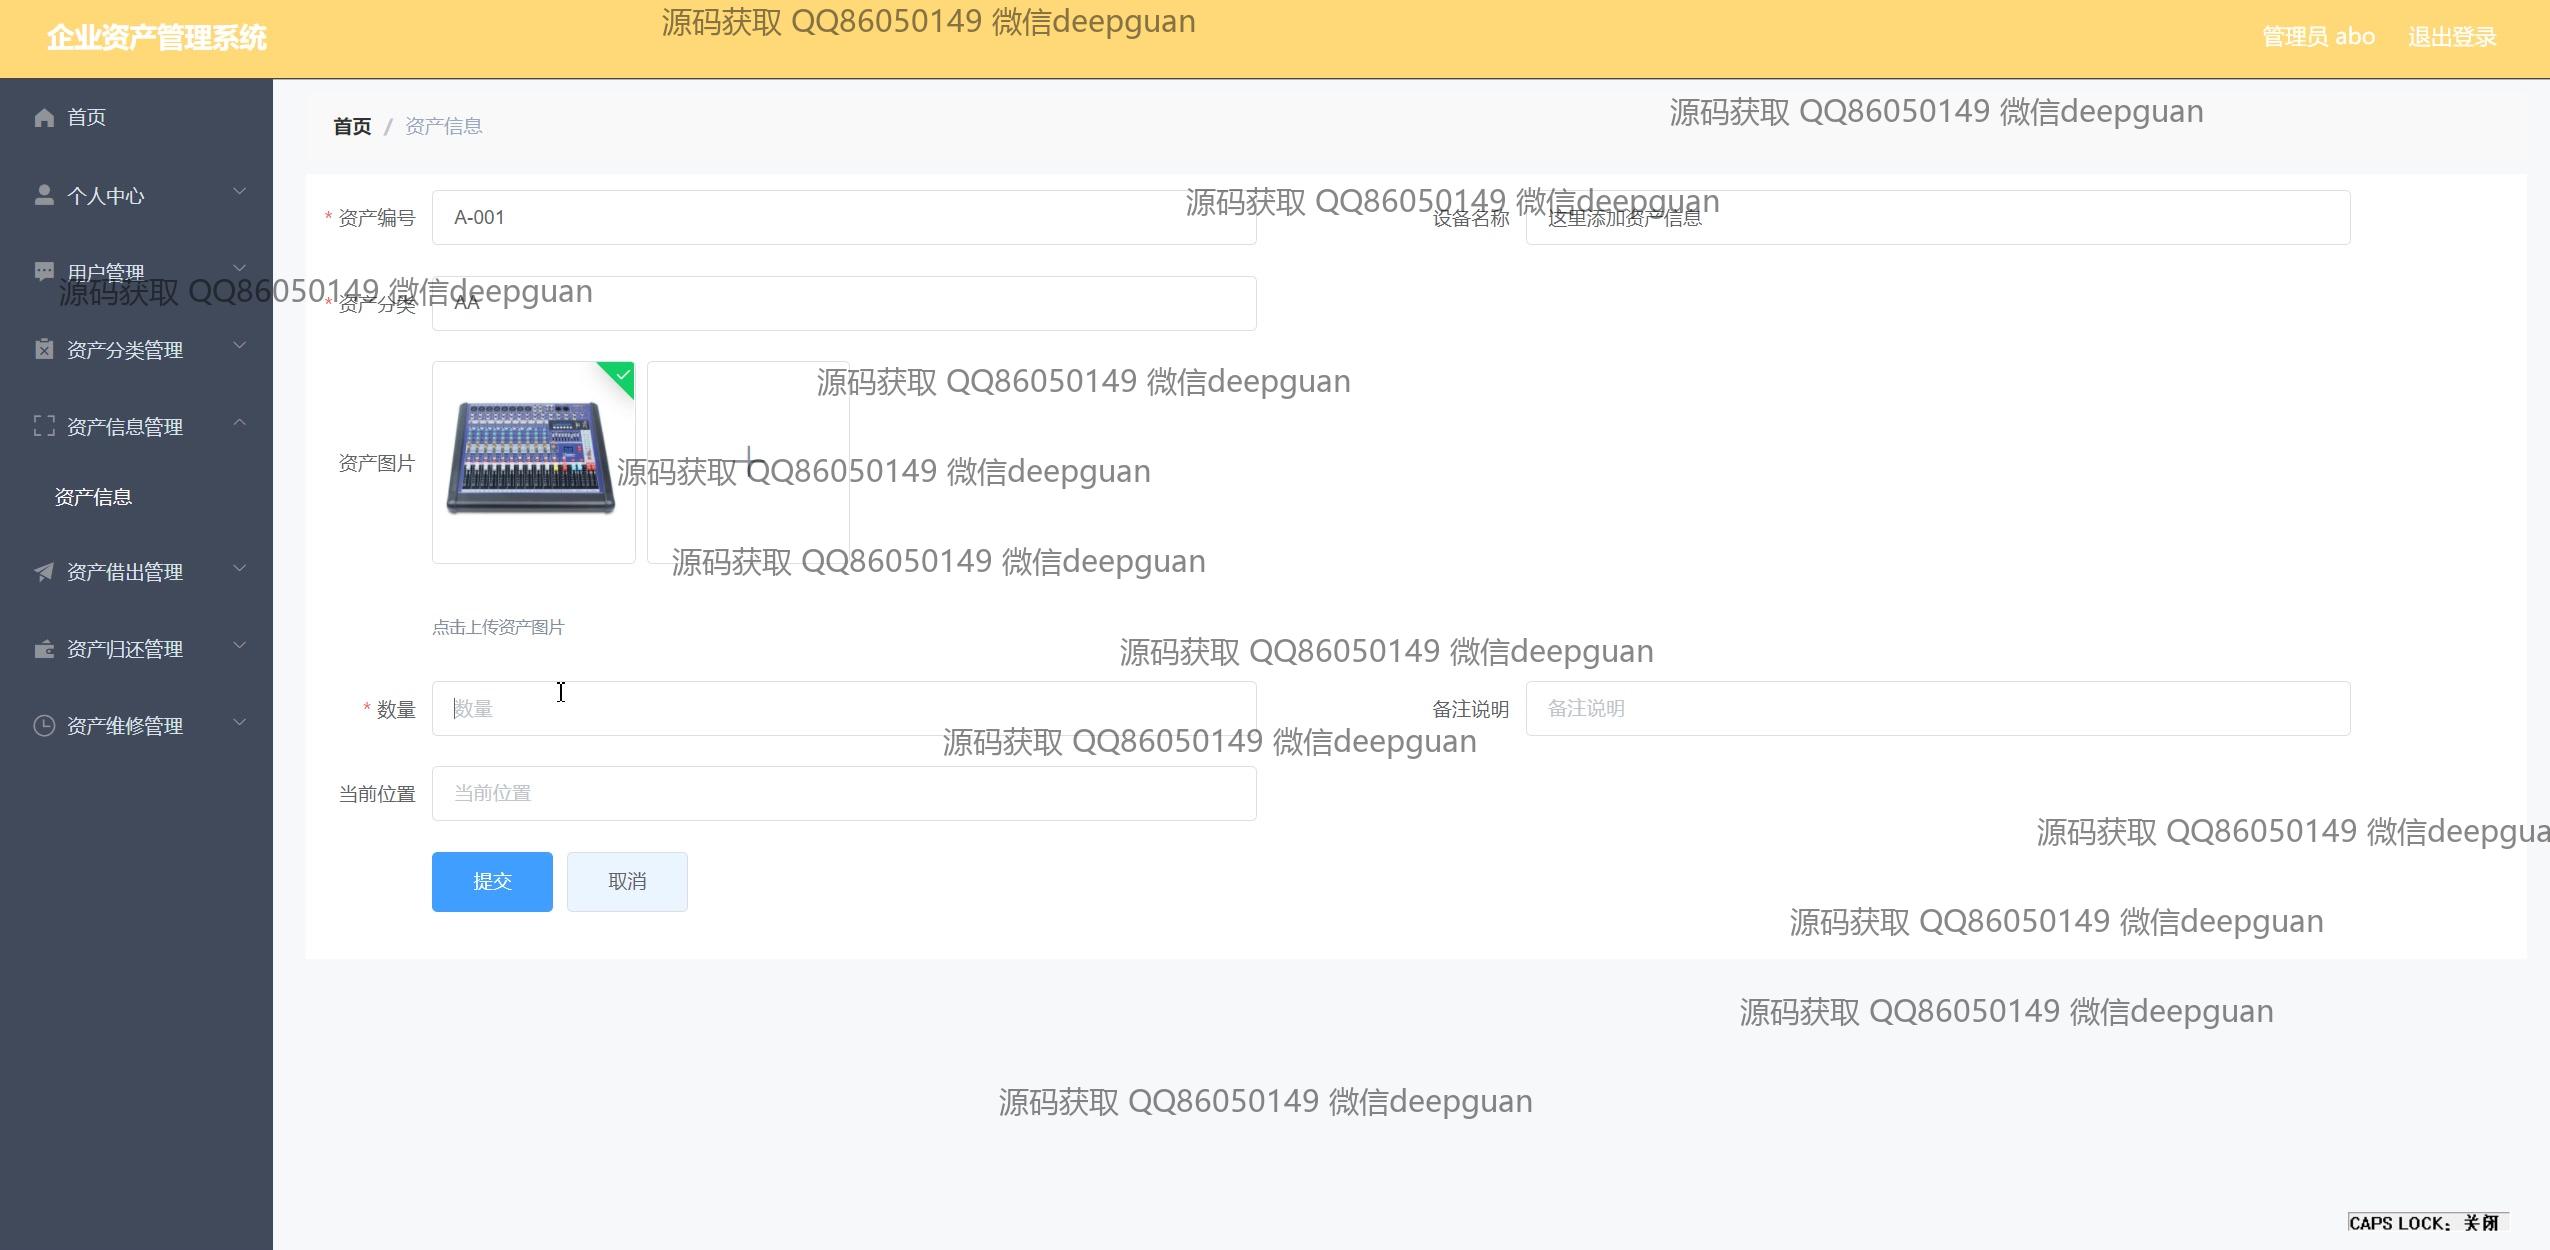 源码获取 QQ86050149 微信deepguan
企业资产管理系统
管理员 abo
退出登录
首页
首页 / 资产信息
源码获取 QQ86050149 微信deepguan
个人中心
源码获取 QQ86050149 微信deepguan
* 资产编号
A-001
设备名称
这里添加资产信息
用户管理
源码获取 QQ86050149 微信deepguan
* 资产分类
AA
资产分类管理
源码获取 QQ86050149 微信deepguan
资产信息管理
资产图片
源码获取 QQ86050149 微信deepguan
资产信息
源码获取 QQ86050149 微信deepguan
资产借出管理
点击上传资产图片
资产归还管理
源码获取 QQ86050149 微信deepguan
* 数量
数量
备注说明
备注说明
资产维修管理
源码获取 QQ86050149 微信deepguan
当前位置
当前位置
源码获取 QQ86050149 微信deepgua
提交
取消
源码获取 QQ86050149 微信deepguan
源码获取 QQ86050149 微信deepguan
源码获取 QQ86050149 微信deepguan
CAPS LOCK: 关闭